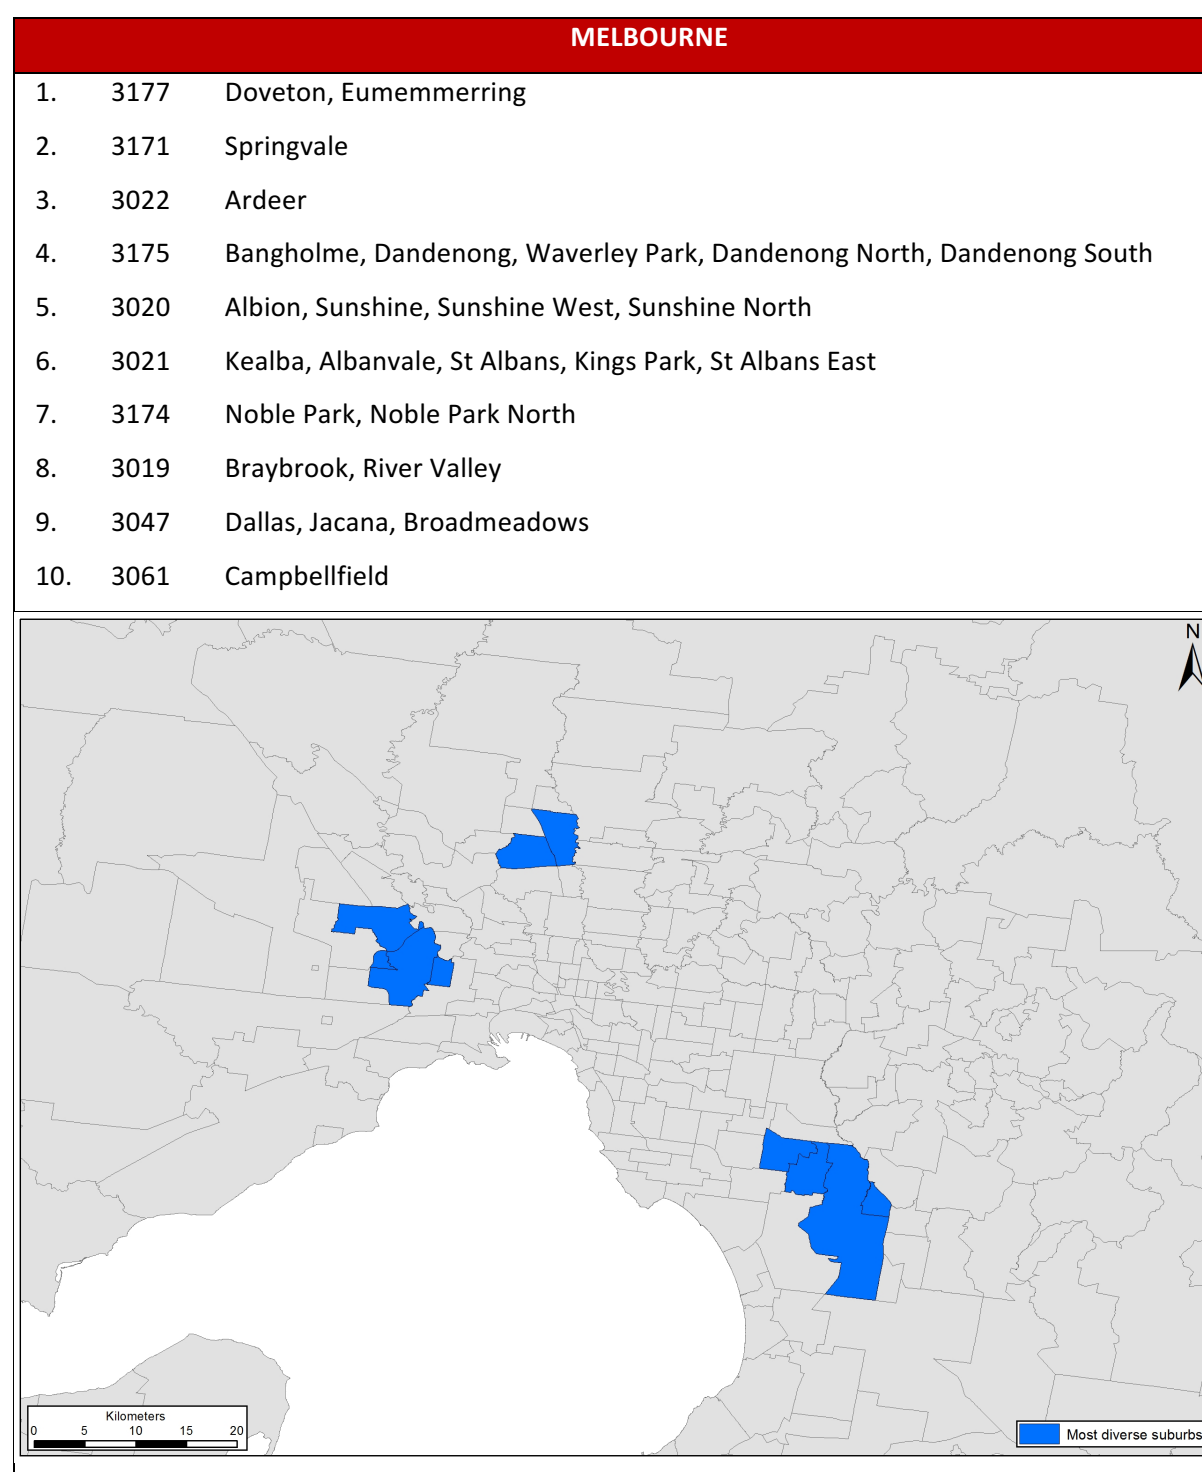 MELBOURNE
1. 3177 Doveton, Eumemmerring
2. 3171 Springvale
3. 3022 Ardeer
4. 3175 Bangholme, Dandenong, Waverley Park, Dandenong North, Dandenong South
5. 3020 Albion, Sunshine, Sunshine West, Sunshine North
6. 3021 Kealba, Albanvale, St Albans, Kings Park, St Albans East
7. 3174 Noble Park, Noble Park North
8. 3019 Braybrook, River Valley
9. 3047 Dallas, Jacana, Broadmeadows
10. 3061 Campbellfield
N
Kilometers
0 5 10 15 20
Most diverse suburbs